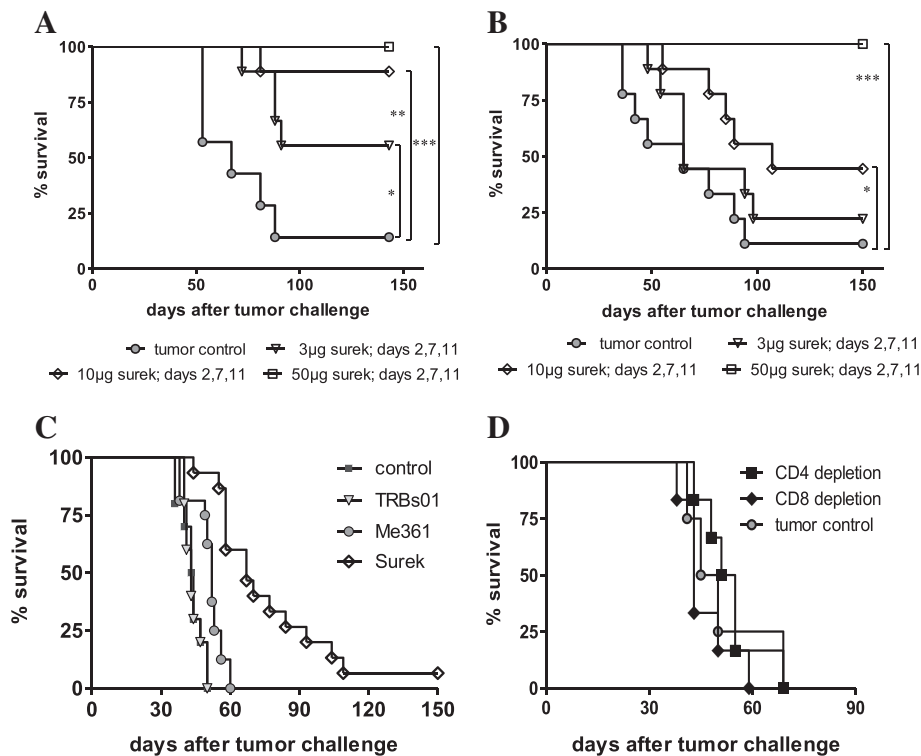 A
% survival
100
75
50
25
0
0
50
100
150
**
***
*
days after tumor challenge
tumor control
3µg surek; days 2,7,11
10µg surek; days 2,7,11
50µg surek; days 2,7,11
B
% survival
100
75
50
25
0
0
50
100
150
***
*
days after tumor challenge
tumor control
3µg surek; days 2,7,11
10µg surek; days 2,7,11
50µg surek; days 2,7,11
C
% survival
100
75
50
25
0
0
30
60
90
120
150
control
TRBs01
Me361
Surek
days after tumor challenge
D
% survival
100
75
50
25
0
0
30
60
90
CD4 depletion
CD8 depletion
tumor control
days after tumor challenge